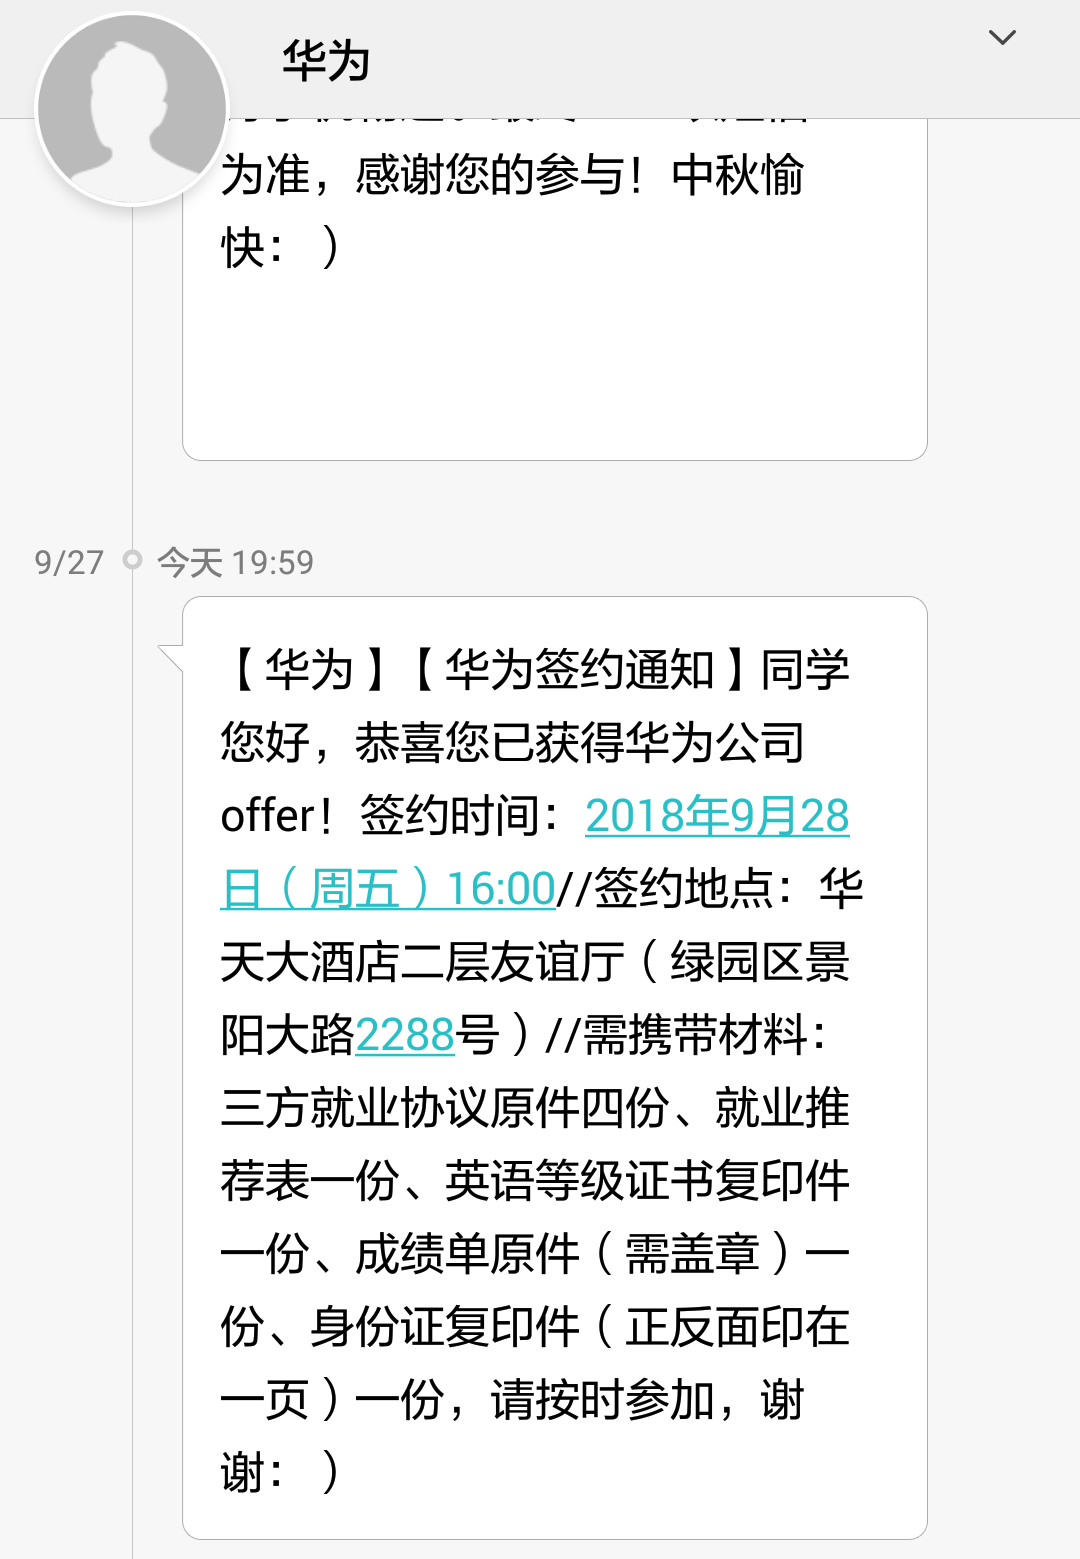 华为
为准，感谢您的参与！中秋愉
快：）
9/27 今天 19:59
【华为】【华为签约通知】同学
您好，恭喜您已获得华为公司
offer！签约时间：2018年9月28
日（周五）16:00//签约地点：华
天大酒店二层友谊厅（绿园区景
阳大路2288号）//需携带材料：
三方就业协议原件四份、就业推
荐表一份、英语等级证书复印件
一份、成绩单原件（需盖章）一
份、身份证复印件（正反面印在
一页）一份，请按时参加，谢
谢：）